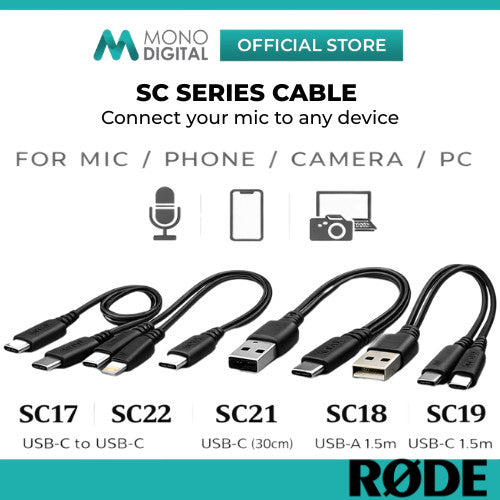 MONO
DIGITAL
OFFICIAL STORE
SC SERIES CABLE
Connect your mic to any device
FOR MIC / PHONE / CAMERA / PC
SC17 SC22 SC21 SC18 SC19
USB-C to USB-C USB-C (30cm) USB-A 1.5m USB-C 1.5m
RØDE